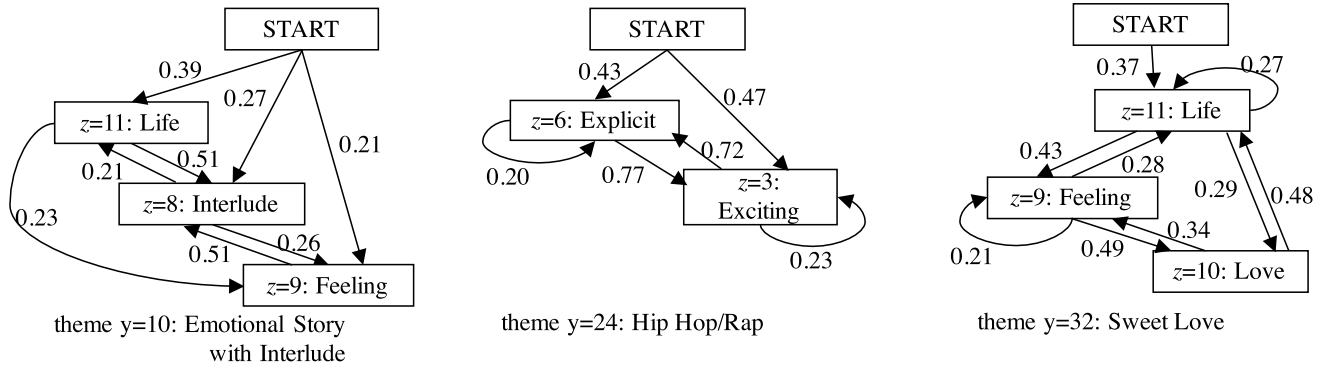 START
0.39
0.27
0.21
z=11: Life
0.21
0.51
z=8: Interlude
0.23
0.51
0.26
z=9: Feeling
theme y=10: Emotional Story
with Interlude
START
0.43
0.47
z=6: Explicit
0.72
0.20
0.77
z=3:
Exciting
0.23
theme y=24: Hip Hop/Rap
START
0.37
0.27
z=11: Life
0.43
0.28
0.29
0.48
z=9: Feeling
0.21
0.49
0.34
z=10: Love
theme y=32: Sweet Love